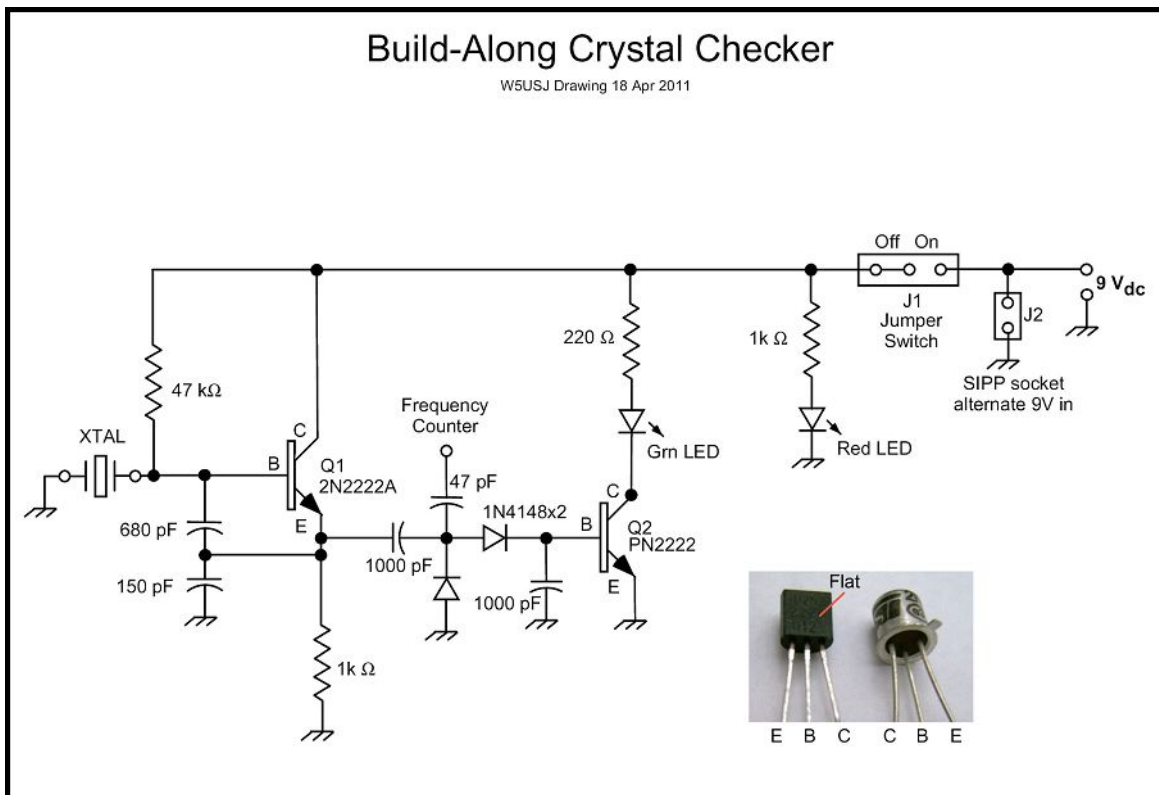 Build-Along Crystal Checker
W5USJ Drawing 18 Apr 2011
Off On
J1
Jumper
Switch
9 Vdc
J2
SIPP socket
alternate 9V in
220 Ω
1k Ω
47 kΩ
Frequency
Counter
Grn LED
Red LED
XTAL
C
B
Q1
2N2222A
E
47 pF
1N4148x2
C
B
Q2
PN2222
E
680 pF
150 pF
1000 pF
1000 pF
1k Ω
Flat
E B C C B E